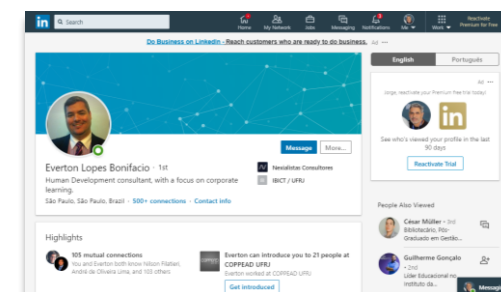 in Search
Home My Network Jobs Messaging Notifications Me Work Reactivate Premium for Free
Do Business on LinkedIn - Reach customers who are ready to do business. Ad ...
English Português
Ad ...
Jorge, reactivate your Premium free trial today!
in
See who's viewed your profile in the last
90 days
Reactivate Trial
Message More...
Everton Lopes Bonifacio · 1st
Human Development consultant, with a focus on corporate
learning.
São Paulo, São Paulo, Brazil · 500+ connections · Contact info
Nexialistas Consultores
IBICT / UFRJ
People Also Viewed
César Müller · 3rd
Bibliotecário, Pós-
Graduado em Gestão...
Guilherme Gonçalo
· 2nd
Líder Educacional no
Instituto da...
Messaging
Highlights
105 mutual connections
You and Everton both know Nilson Filatieri,
André de Oliveira Lima, and 103 others
Everton can introduce you to 21 people at
COPPEAD UFRJ
Everton worked at COPPEAD UFRJ
Get introduced